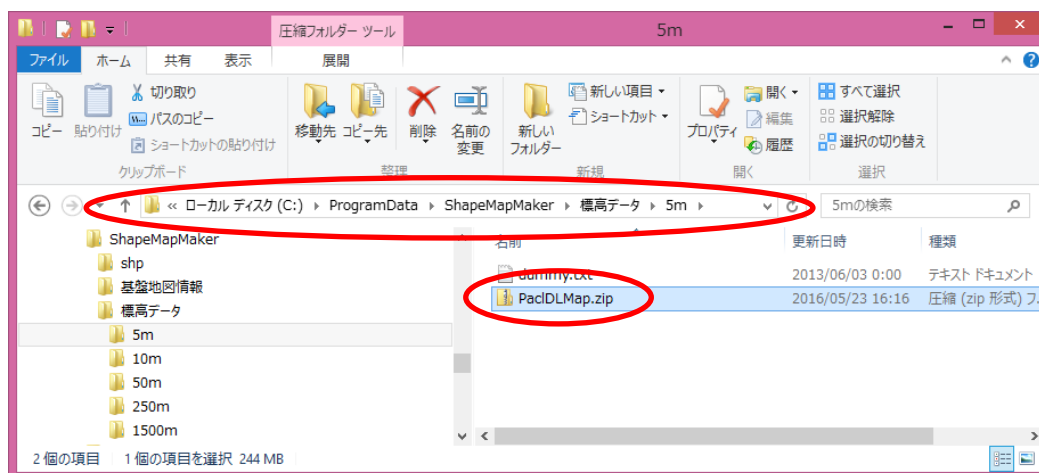 圧縮フォルダー ツール
5m
ファイル ホーム 共有 表示 展開
コピー
貼り付け
切り取り
パスのコピー
ショートカットの貼り付け
クリップボード
移動先
コピー先
削除
名前の
変更
整理
新しい
フォルダー
新しい項目
ショートカット
新規
プロパティ
開く
編集
履歴
開く
すべて選択
選択解除
選択の切り替え
選択
« ローカル ディスク (C:) ProgramData ShapeMapMaker 標高データ 5m
5mの検索
ShapeMapMaker
shp
基盤地図情報
標高データ
5m
10m
50m
250m
1500m
名前 更新日時 種類
dummy.txt 2013/06/03 0:00 テキスト ドキュメント
PaclDLMap.zip 2016/05/23 16:16 圧縮 (zip 形式) フ
2 個の項目 1 個の項目を選択 244 MB